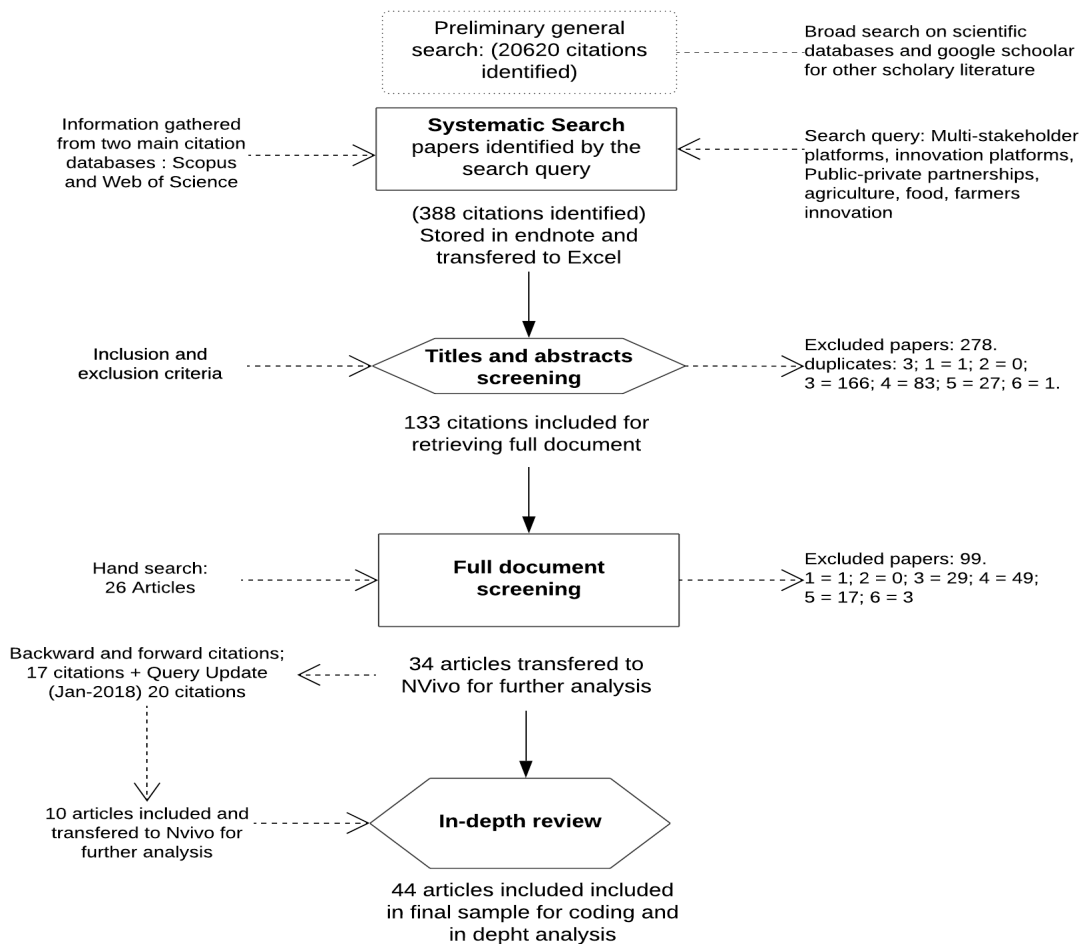 Preliminary general
search: (20620 citations
identified)
Broad search on scientific
databases and google schoolar
for other scholary literature
Information gathered
from two main citation
databases : Scopus
and Web of Science
Systematic Search
papers identified by the
search query
Search query: Multi-stakeholder
platforms, innovation platforms,
Public-private partnerships,
agriculture, food, farmers
innovation
(388 citations identified)
Stored in endnote and
transfered to Excel
Inclusion and
exclusion criteria
Titles and abstracts
screening
Excluded papers: 278.
duplicates: 3; 1 = 1; 2 = 0;
3 = 166; 4 = 83; 5 = 27; 6 = 1.
133 citations included for
retrieving full document
Hand search:
26 Articles
Full document
screening
Excluded papers: 99.
1 = 1; 2 = 0; 3 = 29; 4 = 49;
5 = 17; 6 = 3
Backward and forward citations;
17 citations + Query Update
(Jan-2018) 20 citations
34 articles transfered to
NVivo for further analysis
10 articles included and
transfered to Nvivo for
further analysis
In-depth review
44 articles included included
in final sample for coding and
in depht analysis